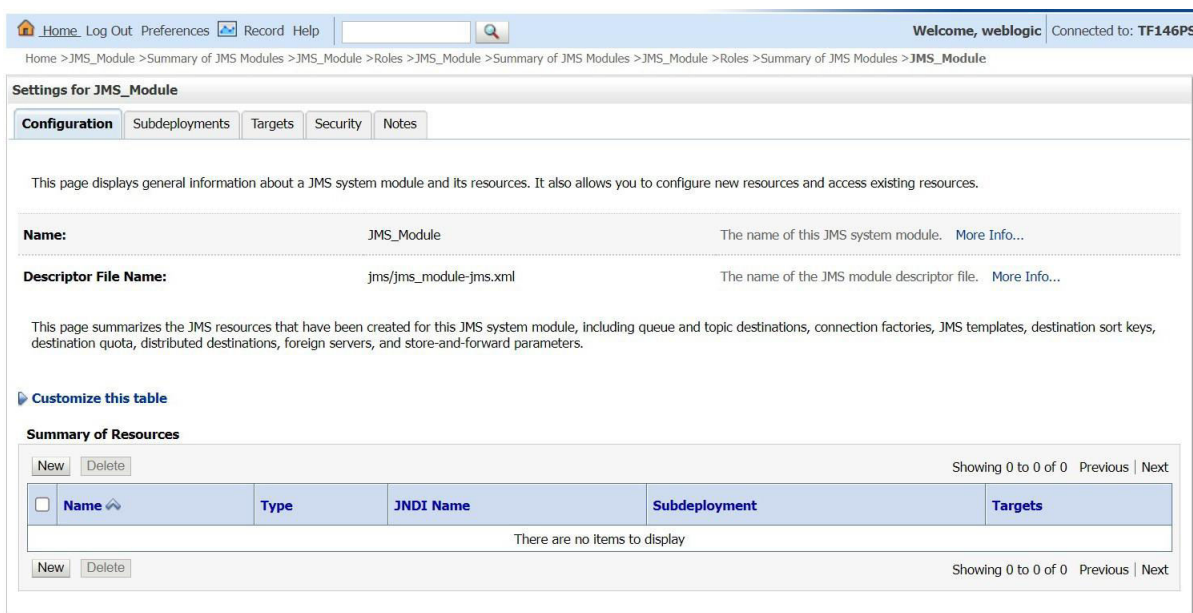 Home Log Out Preferences Record Help Welcome, weblogic Connected to: TF146PS
Home >JMS_Module >Summary of JMS Modules >JMS_Module >Roles >JMS_Module >Summary of JMS Modules >JMS_Module >Roles >Summary of JMS Modules >JMS_Module
Settings for JMS_Module
Configuration Subdeployments Targets Security Notes
This page displays general information about a JMS system module and its resources. It also allows you to configure new resources and access existing resources.
Name: JMS_Module The name of this JMS system module. More Info...
Descriptor File Name: jms/jms_module-jms.xml The name of the JMS module descriptor file. More Info...
This page summarizes the JMS resources that have been created for this JMS system module, including queue and topic destinations, connection factories, JMS templates, destination sort keys,
destination quota, distributed destinations, foreign servers, and store-and-forward parameters.
Customize this table
Summary of Resources
New Delete Showing 0 to 0 of 0 Previous | Next
Name Type JNDI Name Subdeployment Targets
There are no items to display
New Delete Showing 0 to 0 of 0 Previous | Next